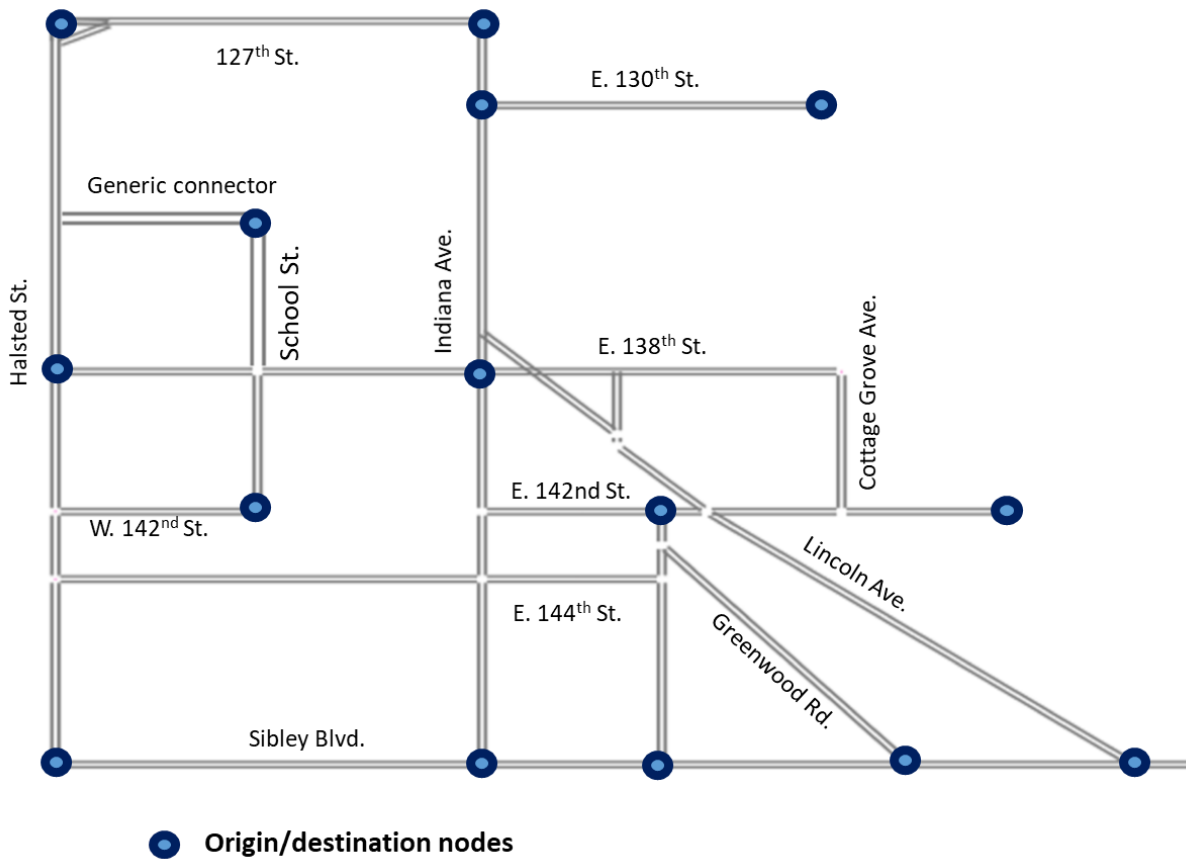 127th St.
E. 130th St.
Generic connector
School St.
Indiana Ave.
Halsted St.
E. 138th St.
Cottage Grove Ave.
E. 142nd St.
W. 142nd St.
Lincoln Ave.
E. 144th St.
Greenwood Rd.
Sibley Blvd.
Origin/destination nodes